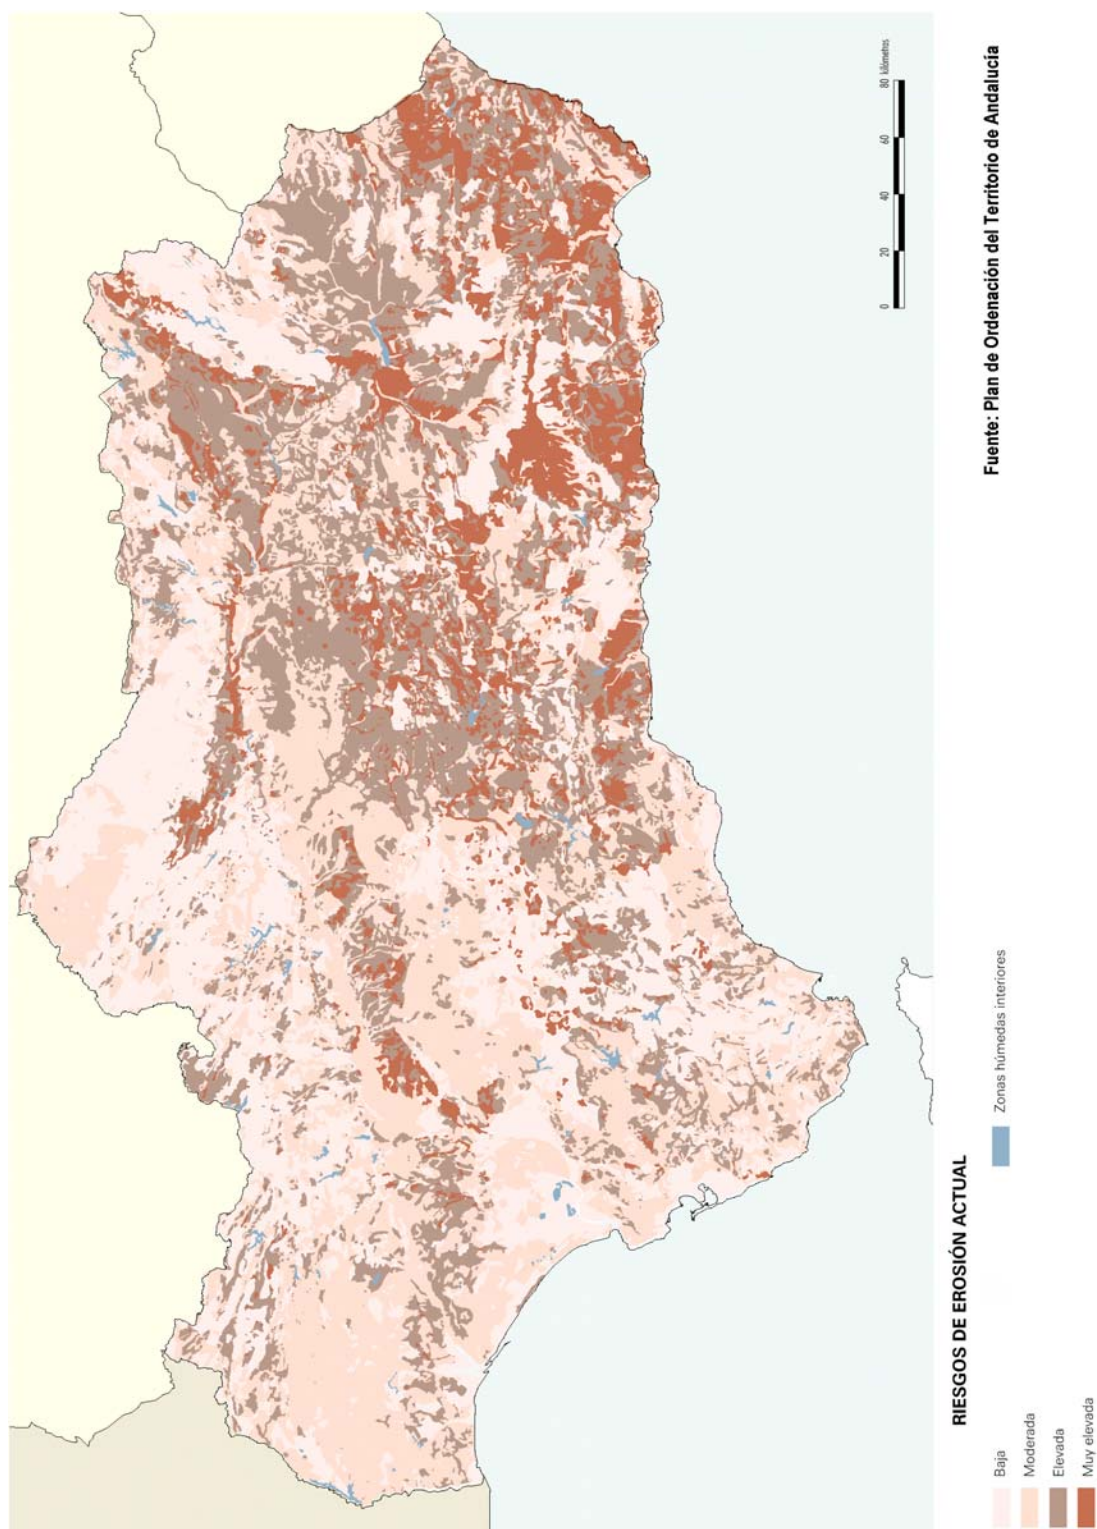 0 20 40 60 80 kilómetros
Fuente: Plan de Ordenación del Territorio de Andalucía
RIESGOS DE EROSIÓN ACTUAL
Baja
Moderada
Elevada
Muy elevada
Zonas húmedas interiores